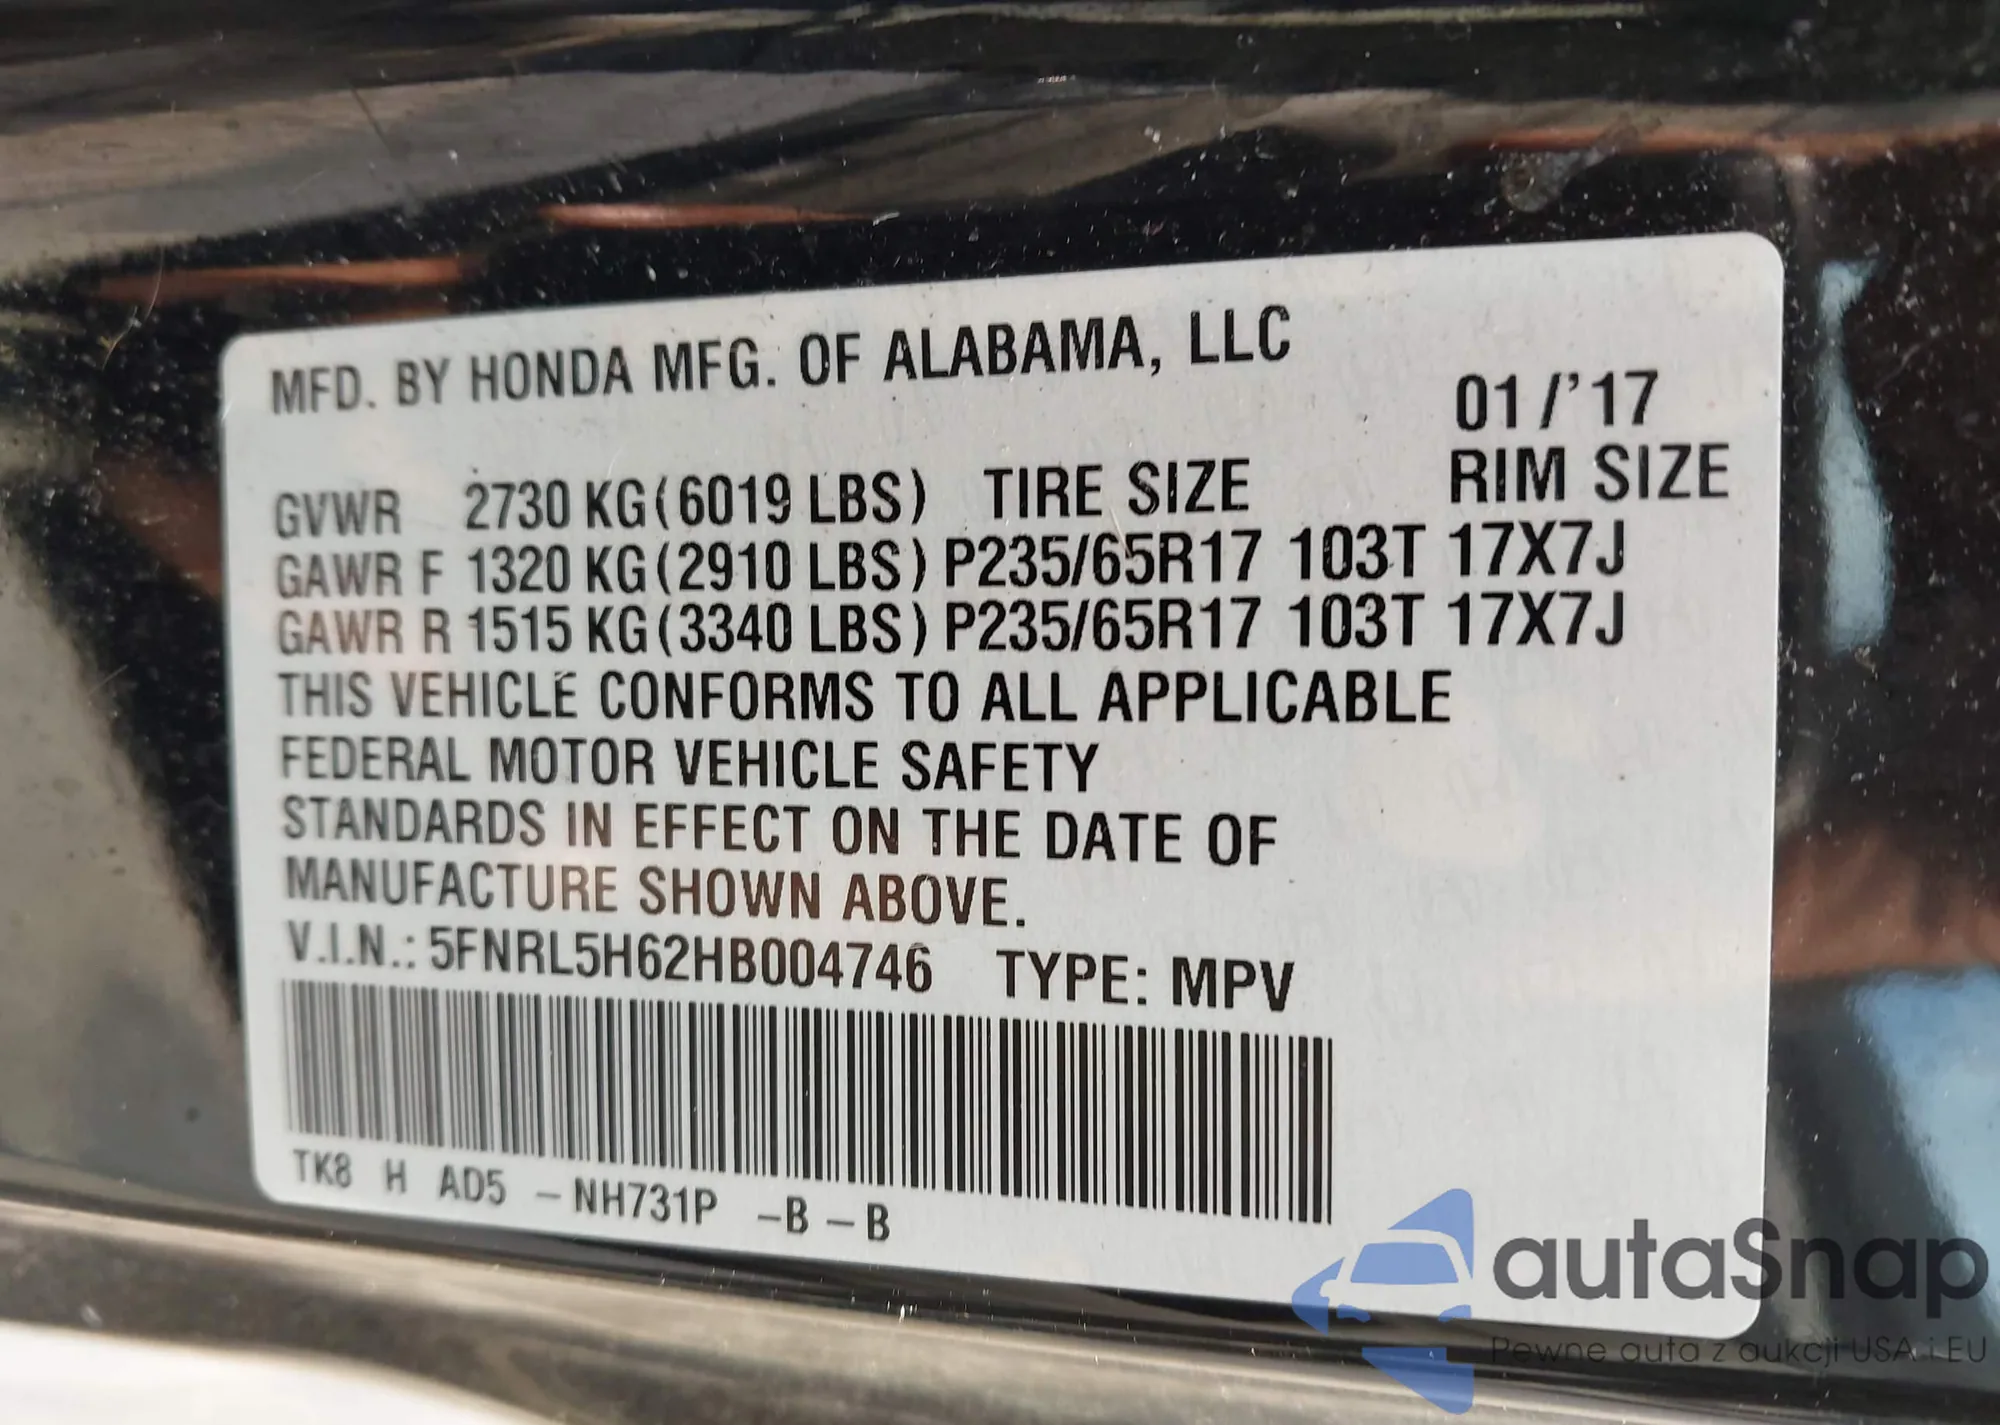 MFD. BY HONDA MFG. OF ALABAMA, LLC
01/'17
GVWR 2730 KG(6019 LBS) TIRE SIZE RIM SIZE
GAWR F 1320 KG(2910 LBS) P235/65R17 103T 17X7J
GAWR R 1515 KG(3340 LBS) P235/65R17 103T 17X7J
THIS VEHICLE CONFORMS TO ALL APPLICABLE
FEDERAL MOTOR VEHICLE SAFETY
STANDARDS IN EFFECT ON THE DATE OF
MANUFACTURE SHOWN ABOVE.
V.I.N.: 5FNRL5H62HB004746 TYPE: MPV
TK8 H AD5 –NH731P –B–B
autaSnap
Pewne auta z aukcji USA i EU